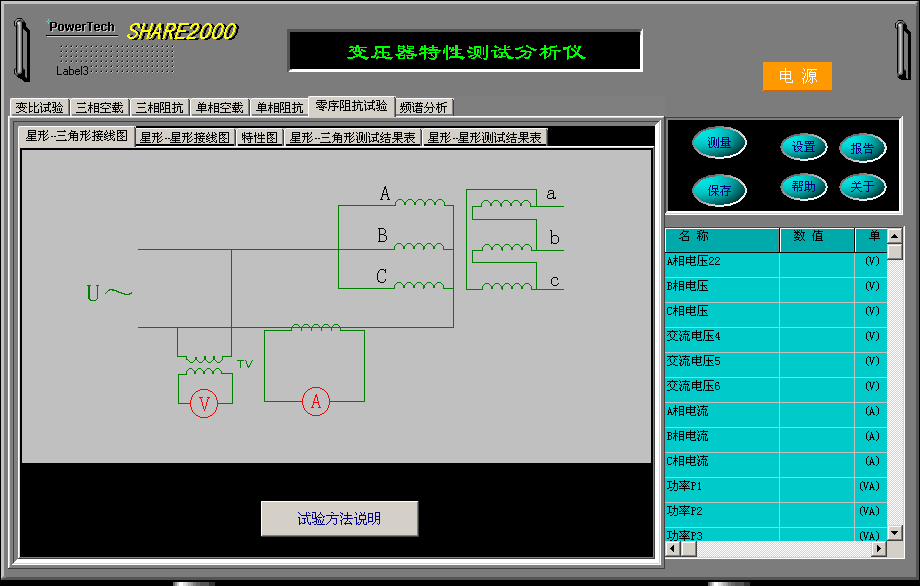 PowerTech SHARE2000
Label3
变压器特性测试分析仪
电 源
变比试验 三相空载 三相阻抗 单相空载 单相阻抗 零序阻抗试验 频谱分析
星形--三角形接线图 星形--星形接线图 特性图 星形--三角形测试结果表 星形--星形测试结果表
测量 设置 报告
保存 帮助 关于
A a
B b
C c
U～
TV
V
A
试验方法说明
名 称 数 值 单
A相电压22 (V)
B相电压 (V)
C相电压 (V)
交流电压4 (V)
交流电压5 (V)
交流电压6 (V)
A相电流 (A)
B相电流 (A)
C相电流 (A)
功率P1 (VA)
功率P2 (VA)
功率P3 (VA)